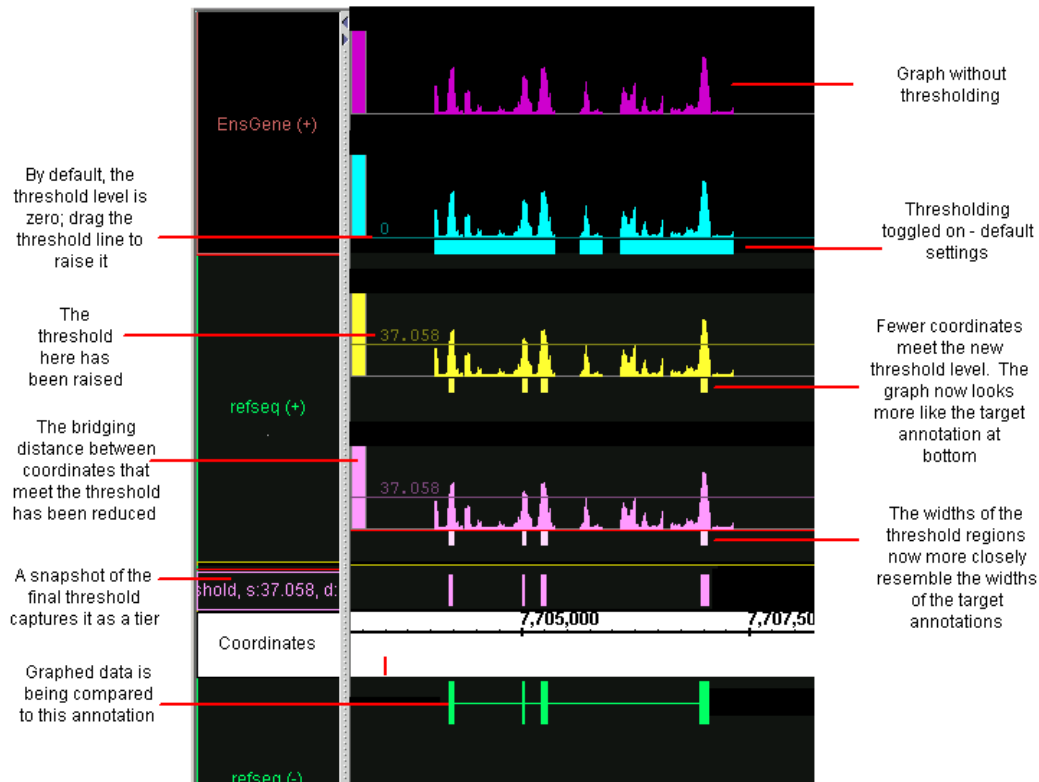 Graph without
thresholding
EnsGene (+)
By default, the
threshold level is
zero; drag the
threshold line to
raise it
0
Thresholding
toggled on - default
settings
The
threshold
here has
been raised
37.058
Fewer coordinates
meet the new
threshold level. The
graph now looks
more like the target
annotation at
bottom
refseq (+)
The bridging
distance between
coordinates that
meet the threshold
has been reduced
37.058
The widths of the
threshold regions
now more closely
resemble the widths
of the target
annotations
A snapshot of the
final threshold
captures it as a tier
shold, s:37.058, d:
7,705,000
7,707,50
Coordinates
Graphed data is
being compared
to this annotation
refseq (-)